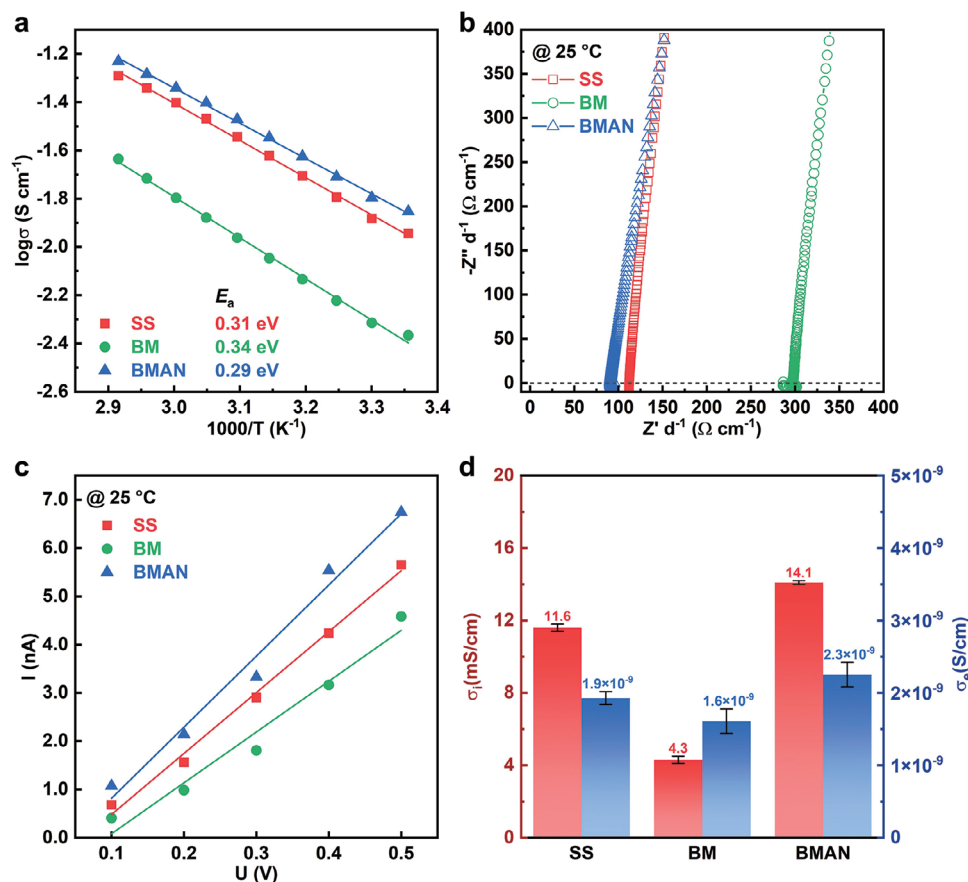 a
-1.2
-1.4
-1.6
-1.8
-2.0
-2.2
-2.4
-2.6
logσ (S cm⁻¹)
Eₐ
SS 0.31 eV
BM 0.34 eV
BMAN 0.29 eV
2.9 3.0 3.1 3.2 3.3 3.4
1000/T (K⁻¹)
b
400
350
300
250
200
150
100
50
0
-Z'' d⁻¹ (Ω cm⁻¹)
@ 25 °C
SS
BM
BMAN
0 50 100 150 200 250 300 350 400
Z' d⁻¹ (Ω cm⁻¹)
c
7.0
6.0
5.0
4.0
3.0
2.0
1.0
0.0
I (nA)
@ 25 °C
SS
BM
BMAN
0.1 0.2 0.3 0.4 0.5
U (V)
d
20
16
12
8
4
0
σᵢ(mS/cm)
11.6
1.9×10⁻⁹
4.3
1.6×10⁻⁹
14.1
2.3×10⁻⁹
SS BM BMAN
5×10⁻⁹
4×10⁻⁹
3×10⁻⁹
2×10⁻⁹
1×10⁻⁹
0
σₑ(S/cm)